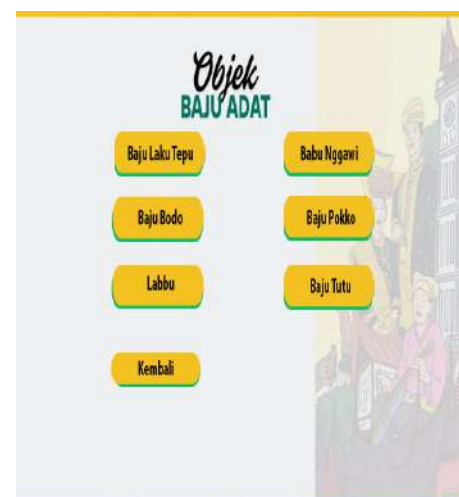 Objek
BAJU ADAT
Baju Laku Tepu
Babu Nggawi
Baju Bodo
Baju Pokko
Labbu
Baju Tutu
Kembali